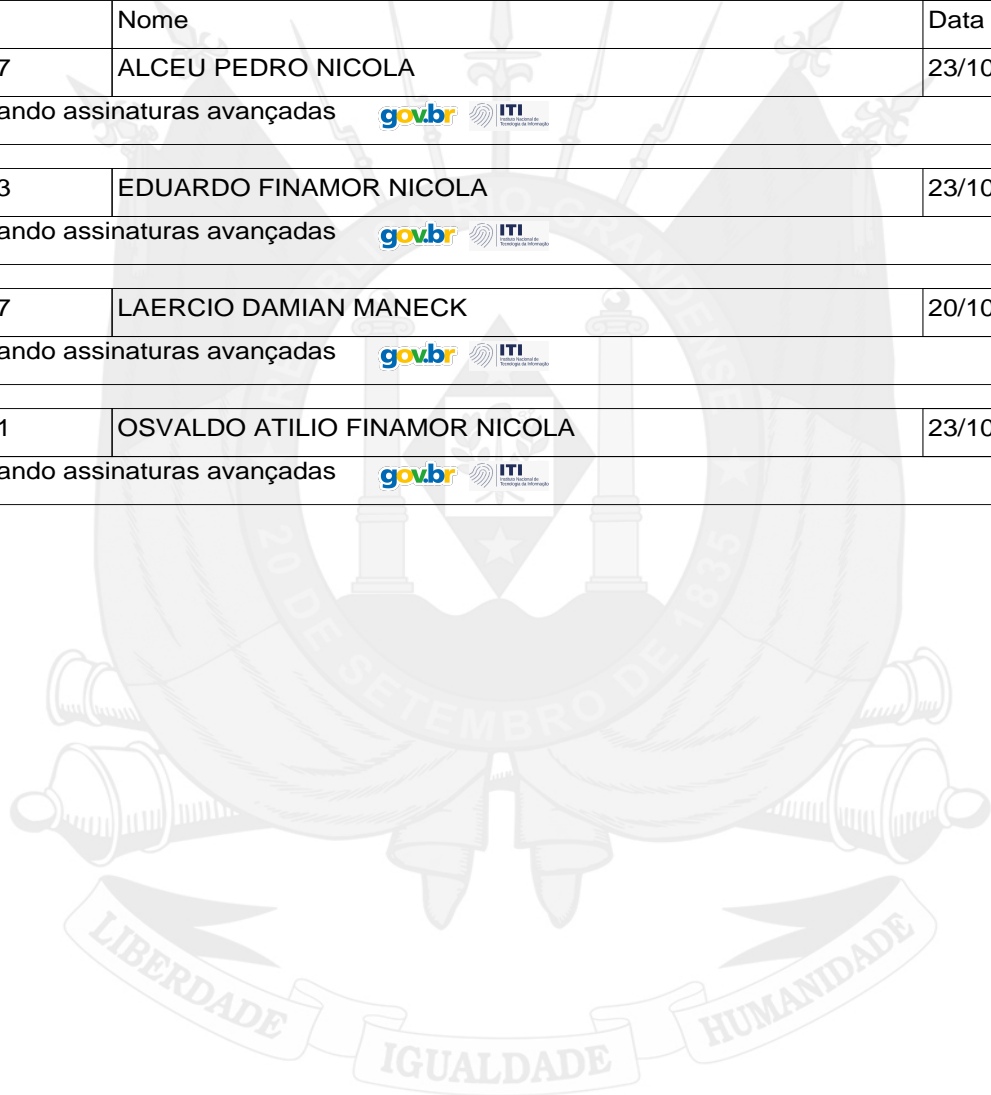 Nome Data
7 ALCEU PEDRO NICOLA 23/10
ando assinaturas avançadas gov.br ITI
3 EDUARDO FINAMOR NICOLA 23/10
ando assinaturas avançadas gov.br ITI
7 LAERCIO DAMIAN MANECK 20/10
ando assinaturas avançadas gov.br ITI
1 OSVALDO ATILIO FINAMOR NICOLA 23/10
ando assinaturas avançadas gov.br ITI
20 DE SETEMBRO DE 1835
LIBERDADE IGUALDADE HUMANIDADE